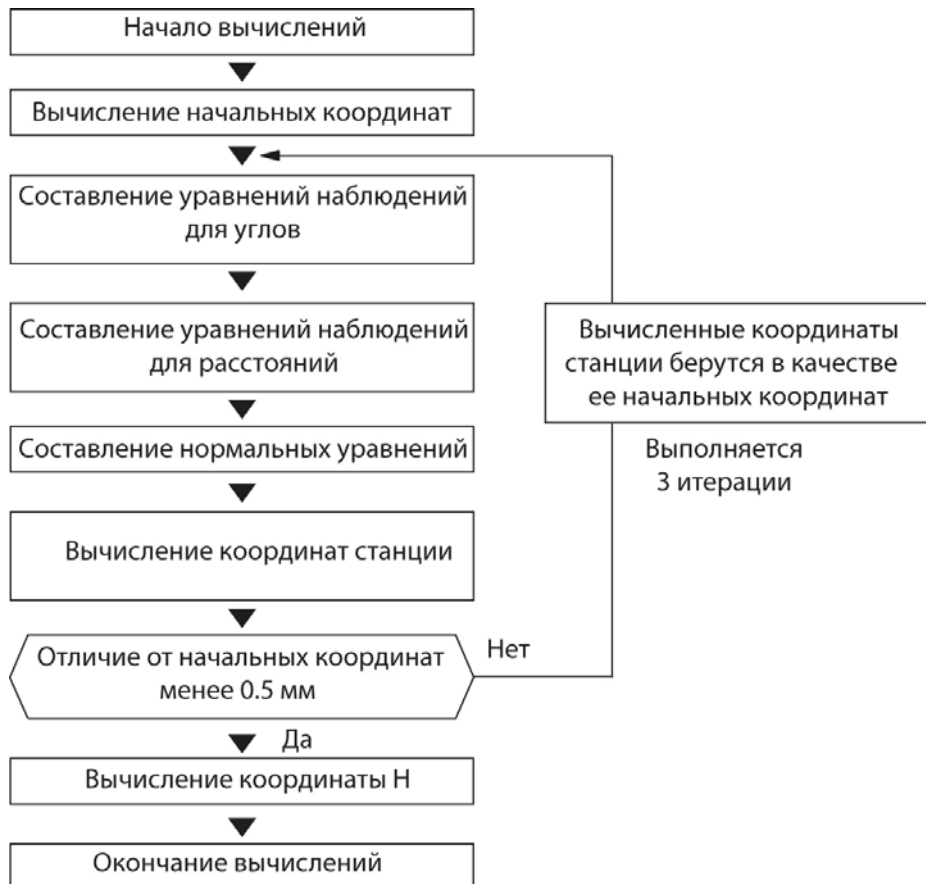 Начало вычислений
Вычисление начальных координат
Составление уравнений наблюдений
для углов
Составление уравнений наблюдений
для расстояний
Вычисленные координаты
станции берутся в качестве
ее начальных координат
Составление нормальных уравнений
Выполняется
3 итерации
Вычисление координат станции
Отличие от начальных координат
менее 0.5 мм
Нет
Да
Вычисление координаты H
Окончание вычислений